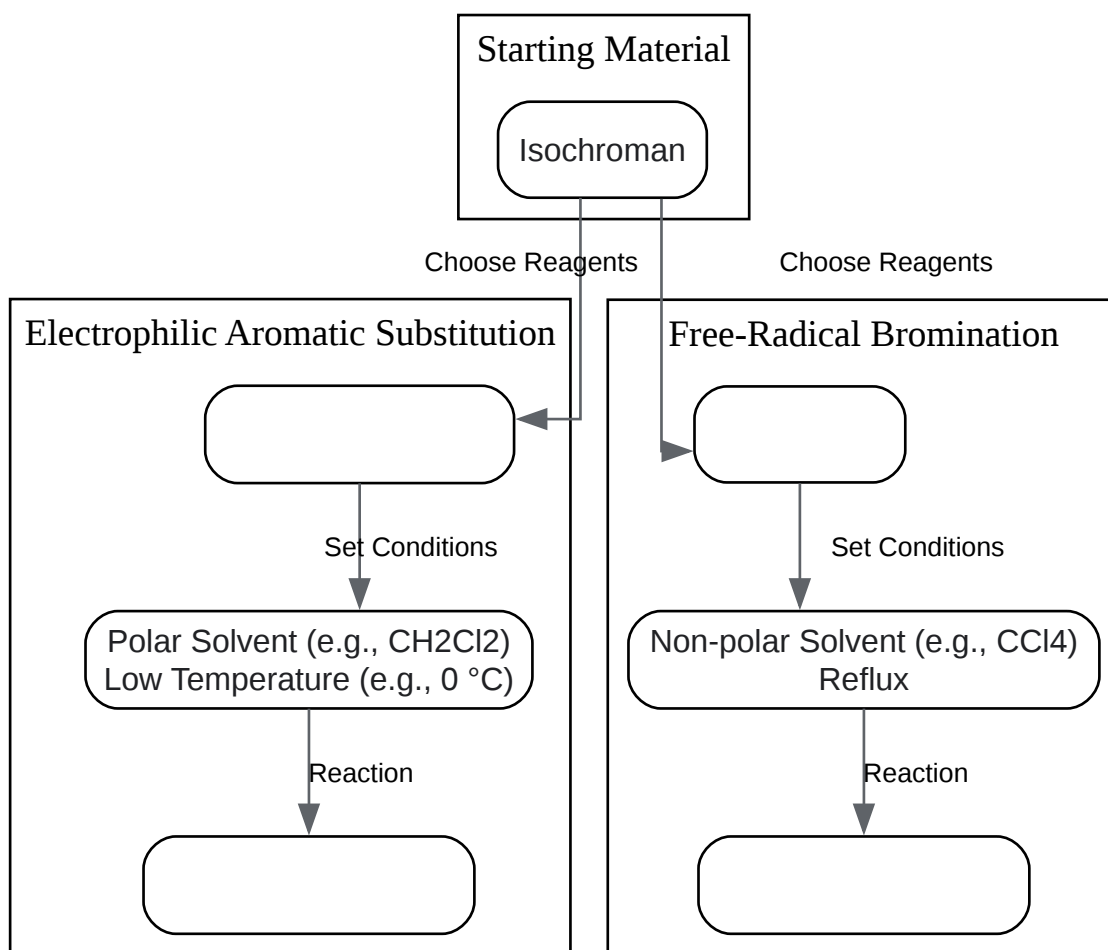 Starting Material
Isochroman
Choose Reagents
Choose Reagents
Electrophilic Aromatic Substitution
Free-Radical Bromination
Set Conditions
Set Conditions
Polar Solvent (e.g., CH2Cl2)
Low Temperature (e.g., 0 °C)
Non-polar Solvent (e.g., CCl4)
Reflux
Reaction
Reaction